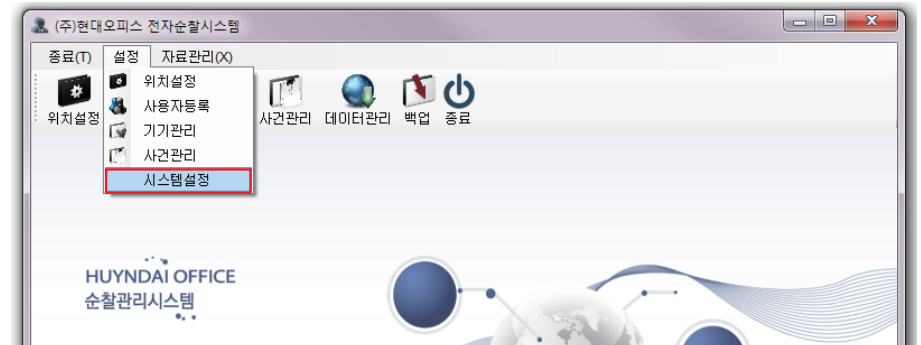 (주)현대오피스 전자순찰시스템
종료(T) 설정 자료관리(X)
위치설정
사용자등록
기기관리
사건관리
시스템설정
위치설정 사건관리 데이터관리 백업 종료
HUYNDAI OFFICE
순찰관리시스템